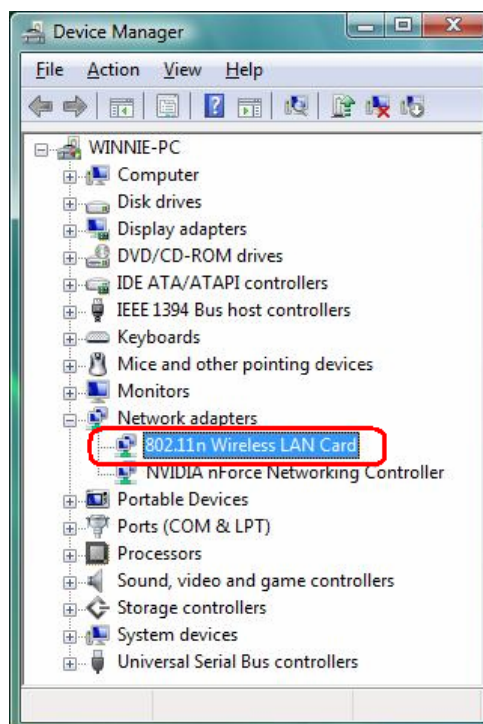 Device Manager
File Action View Help
WINNIE-PC
Computer
Disk drives
Display adapters
DVD/CD-ROM drives
IDE ATA/ATAPI controllers
IEEE 1394 Bus host controllers
Keyboards
Mice and other pointing devices
Monitors
Network adapters
802.11n Wireless LAN Card
NVIDIA nForce Networking Controller
Portable Devices
Ports (COM & LPT)
Processors
Sound, video and game controllers
Storage controllers
System devices
Universal Serial Bus controllers